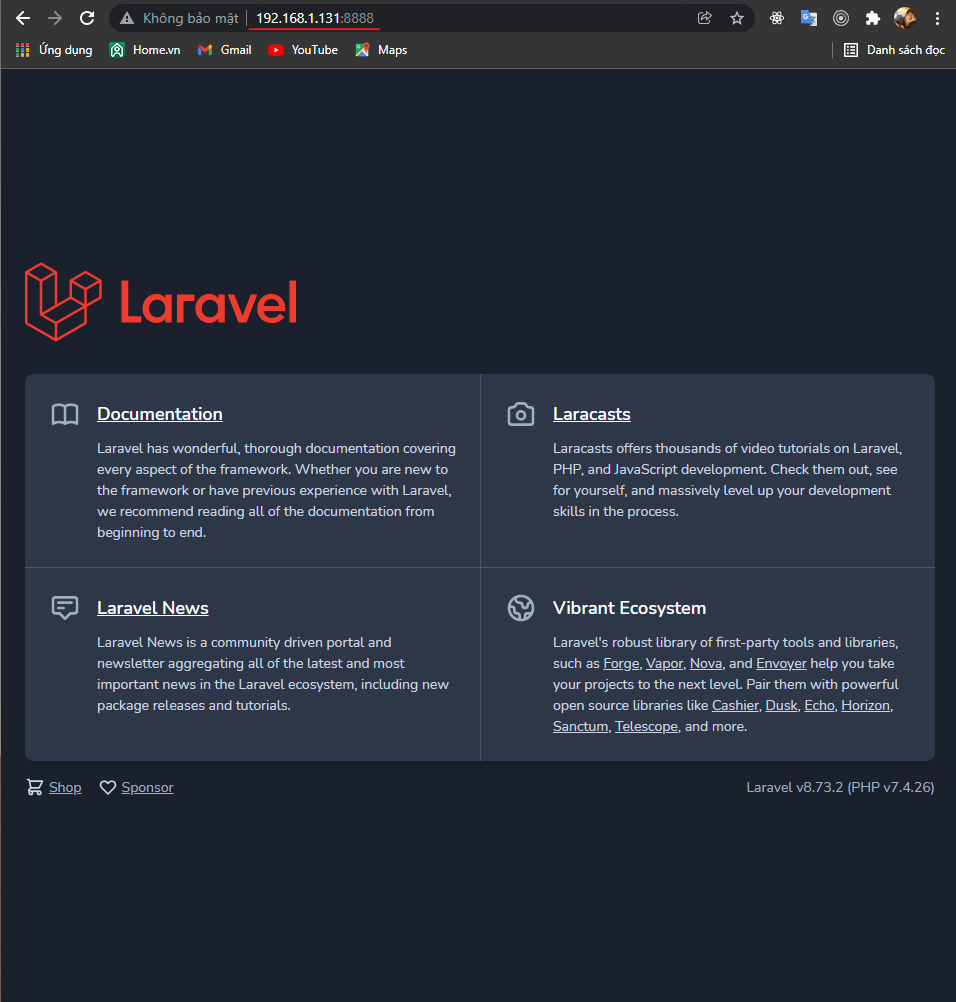 Không bảo mật 192.168.1.131:8888
Ứng dụng Home.vn Gmail YouTube Maps Danh sách đọc
Laravel
Documentation
Laravel has wonderful, thorough documentation covering
every aspect of the framework. Whether you are new to
the framework or have previous experience with Laravel,
we recommend reading all of the documentation from
beginning to end.
Laracasts
Laracasts offers thousands of video tutorials on Laravel,
PHP, and JavaScript development. Check them out, see
for yourself, and massively level up your development
skills in the process.
Laravel News
Laravel News is a community driven portal and
newsletter aggregating all of the latest and most
important news in the Laravel ecosystem, including new
package releases and tutorials.
Vibrant Ecosystem
Laravel's robust library of first-party tools and libraries,
such as Forge, Vapor, Nova, and Envoyer help you take
your projects to the next level. Pair them with powerful
open source libraries like Cashier, Dusk, Echo, Horizon,
Sanctum, Telescope, and more.
Shop Sponsor Laravel v8.73.2 (PHP v7.4.26)